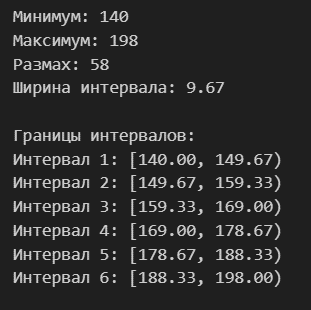 Минимум: 140
Максимум: 198
Размах: 58
Ширина интервала: 9.67
Границы интервалов:
Интервал 1: [140.00, 149.67)
Интервал 2: [149.67, 159.33)
Интервал 3: [159.33, 169.00)
Интервал 4: [169.00, 178.67)
Интервал 5: [178.67, 188.33)
Интервал 6: [188.33, 198.00)